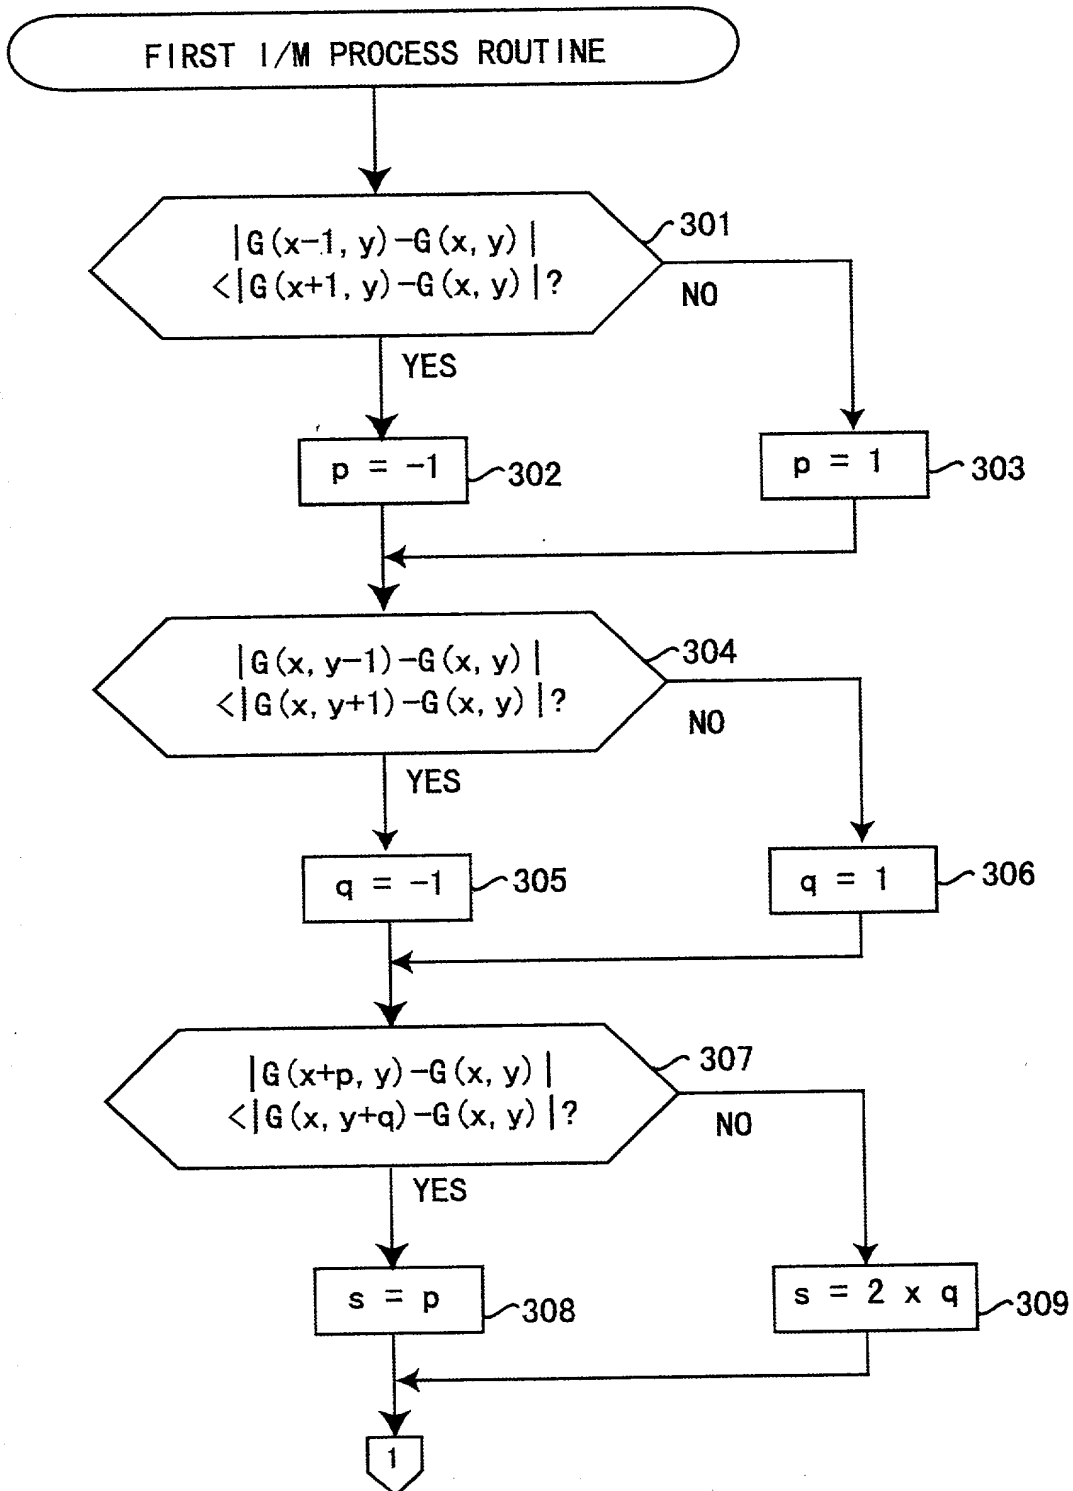 FIRST I/M PROCESS ROUTINE
|G(x-1, y)-G(x, y)|
<|G(x+1, y)-G(x, y)|?
301
NO
YES
p = -1
302
p = 1
303
|G(x, y-1)-G(x, y)|
<|G(x, y+1)-G(x, y)|?
304
NO
YES
q = -1
305
q = 1
306
|G(x+p, y)-G(x, y)|
<|G(x, y+q)-G(x, y)|?
307
NO
YES
s = p
308
s = 2 x q
309
1